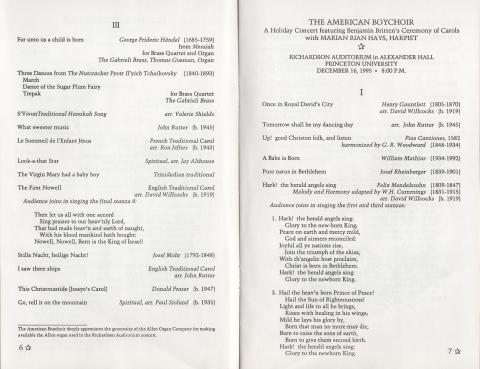 III
For unto us a child is born George Frideric Händel [1685-1759]
from Messiah
for Brass Quartet and Organ
The Gabrieli Brass, Thomas Goeman, Organ
Three Dances from The Nutcracker Pyotr Il'yich Tchaikovsky [1840-1893]
March
Dance of the Sugar Plum Fairy
Trepak for Brass Quartet
The Gabrieli Brass
S'Vivon Traditional Hanukah Song arr. Valerie Shields
What sweeter music John Rutter (b. 1945)
Le Sommeil de l'Enfant Jésus French Traditional Carol
arr. Ron Jeffers (b. 1943)
Look-a-that Star Spiritual, arr. Jay Althouse
The Virgin Mary had a baby boy Trinidadian traditional
The First Nowell English Traditional Carol
arr. David Willcocks (b. 1919)
Audience joins in singing the final stanza 4:
Then let us all with one accord
Sing praises to our heav'nly Lord,
That had made heav'n and earth of naught,
With his blood mankind hath bought:
Nowell, Nowell, Born is the King of Israel!
Stille Nacht, heilige Nacht! Josef Mohr (1792-1848)
I saw three ships English Traditional Carol
arr. John Rutter
This Christmastide (Jessye's Carol) Donald Fraser (b. 1947)
Go, tell it on the mountain Spiritual, arr. Paul Sjolund (b. 1935)
The American Boychoir deeply appreciates the generosity of the Allen Organ Company for making
available the Allen organ used in the Richardson Auditorium concert.
6 ☆
THE AMERICAN BOYCHOIR
A Holiday Concert featuring Benjamin Britten's Ceremony of Carols
with MARIAN RIAN HAYS, HARPIST
☆
RICHARDSON AUDITORIUM in ALEXANDER HALL
PRINCETON UNIVERSITY
DECEMBER 16, 1995 • 8:00 P.M.
I
Once in Royal David's City Henry Gauntlett (1805-1870)
arr. David Willcocks (b. 1919)
Tomorrow shall be my dancing day arr. John Rutter (b. 1945)
Up! good Christen folk, and listen Piae Cantiones, 1582
harmonized by G. R. Woodward (1848-1934)
A Babe is Born William Mathias (1934-1992)
Puer natus in Bethlehem Josef Rheinberger (1839-1901)
Hark! the herald angels sing Felix Mendelssohn (1809-1847)
Melody and Harmony adapted by W.H. Cummings (1831-1915)
arr. David Willcocks (b. 1919)
Audience joins in singing the first and third stanzas:
1. Hark! the herald angels sing:
Glory to the new-born King,
Peace on earth and mercy mild,
God and sinners reconciled:
Joyful all ye nations rise,
Join the triumph of the skies,
With th'angelic host proclaim,
Christ is born in Bethlehem.
Hark! the herald angels sing:
Glory to the newborn King.
3. Hail the heav'n born Prince of Peace!
Hail the Sun of Righteousness!
Light and life to all he brings,
Risen with healing in his wings;
Mild he lays his glory by,
Born that man no more may die,
Born to raise the sons of earth,
Born to give them second birth.
Hark! the herald angels sing:
Glory to the newborn King.
7 ☆